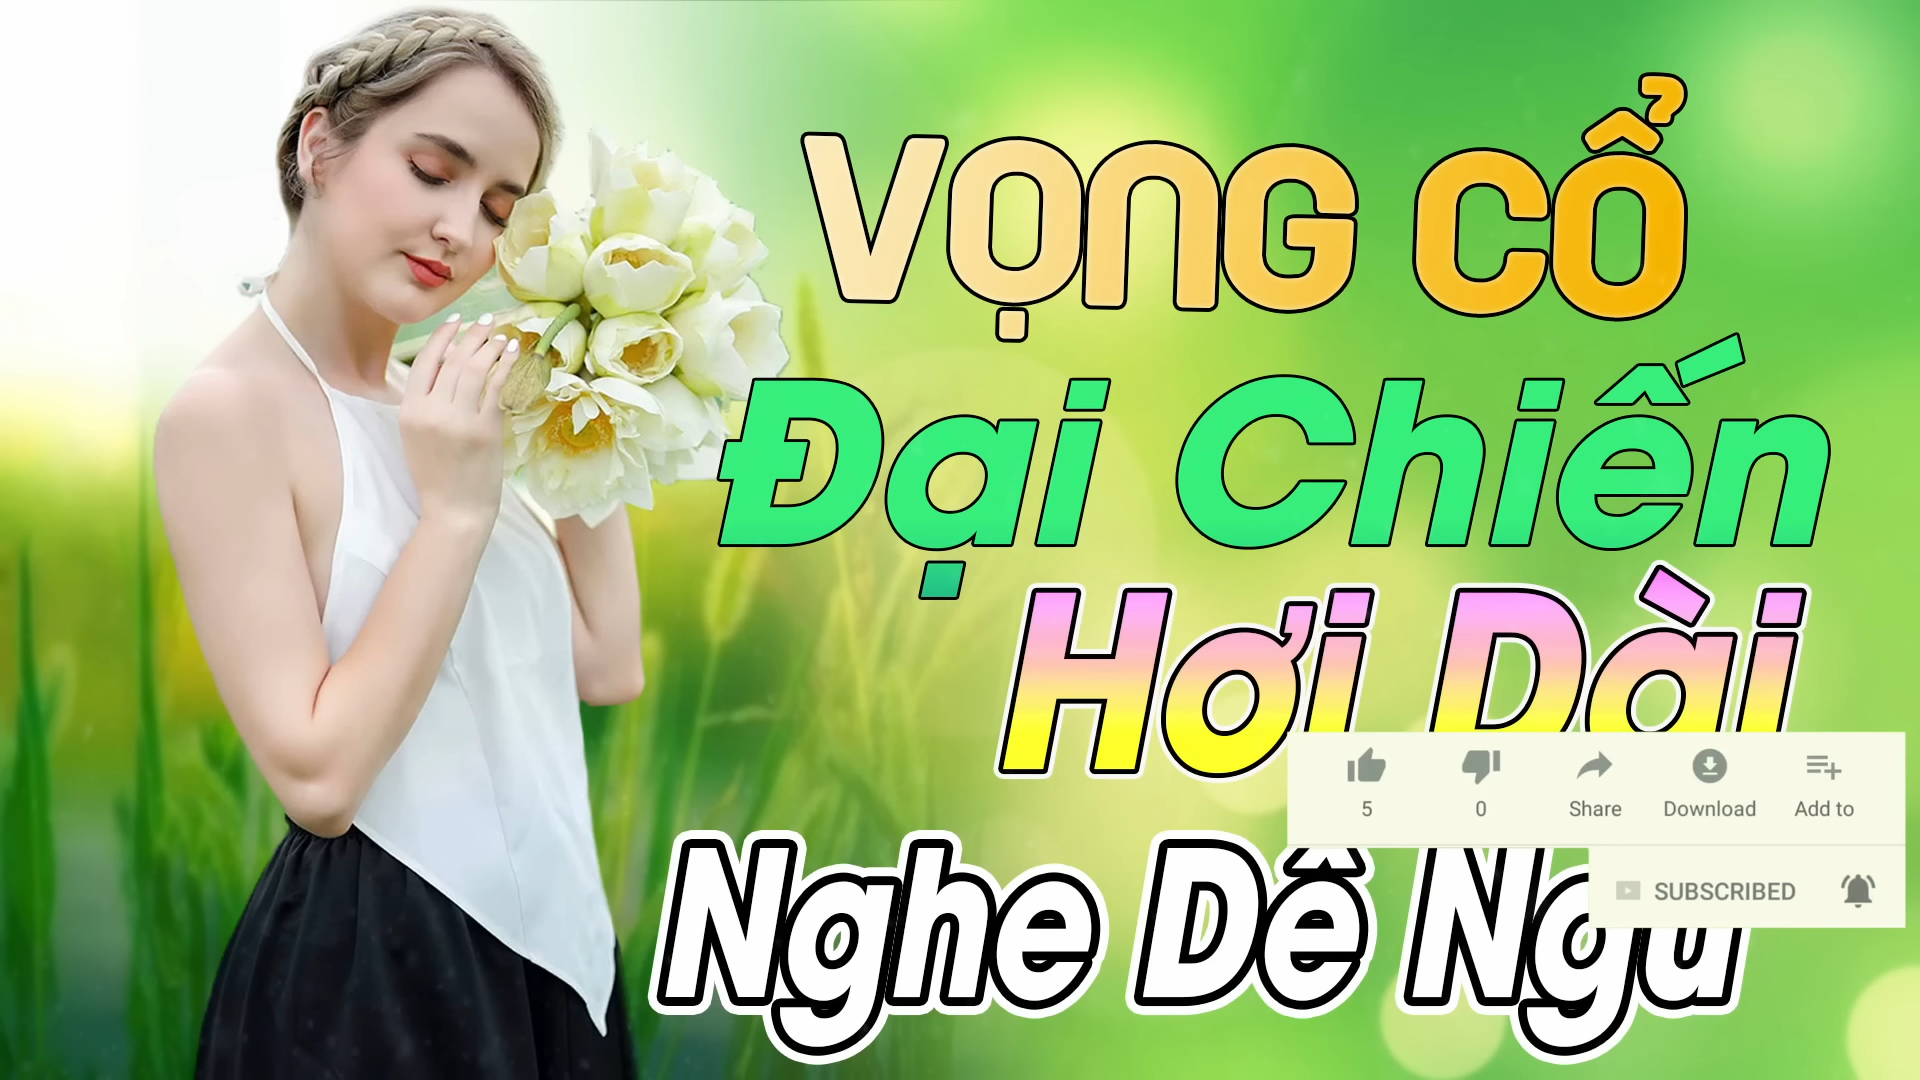 VỌNG CỔ
Đại Chiến
Hơi Dài
5 0 Share Download Add to
Nghe Dễ Ngủ
SUBSCRIBED